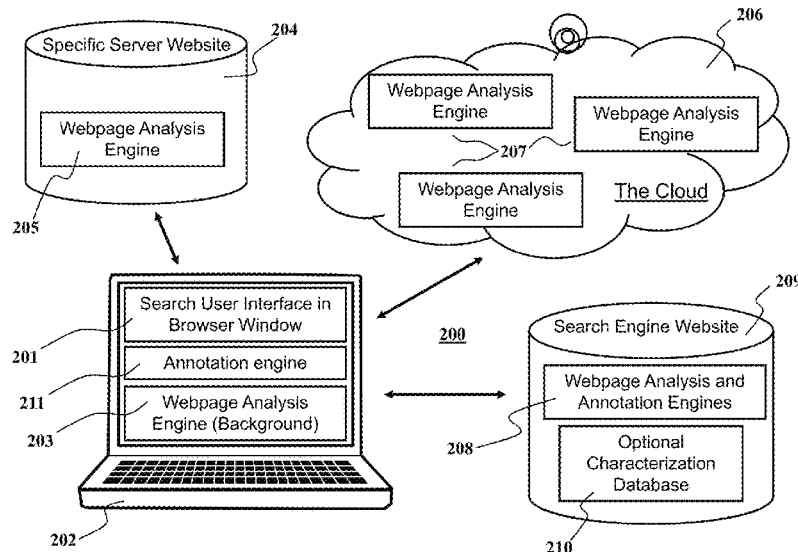 Specific Server Website
204
Webpage Analysis
Engine
205
206
Webpage Analysis
Engine
Webpage Analysis
Engine
207
Webpage Analysis
Engine
The Cloud
Search User Interface in
Browser Window
201
Annotation engine
211
Webpage Analysis
Engine (Background)
203
202
200
209
Search Engine Website
Webpage Analysis and
Annotation Engines
208
Optional
Characterization
Database
210